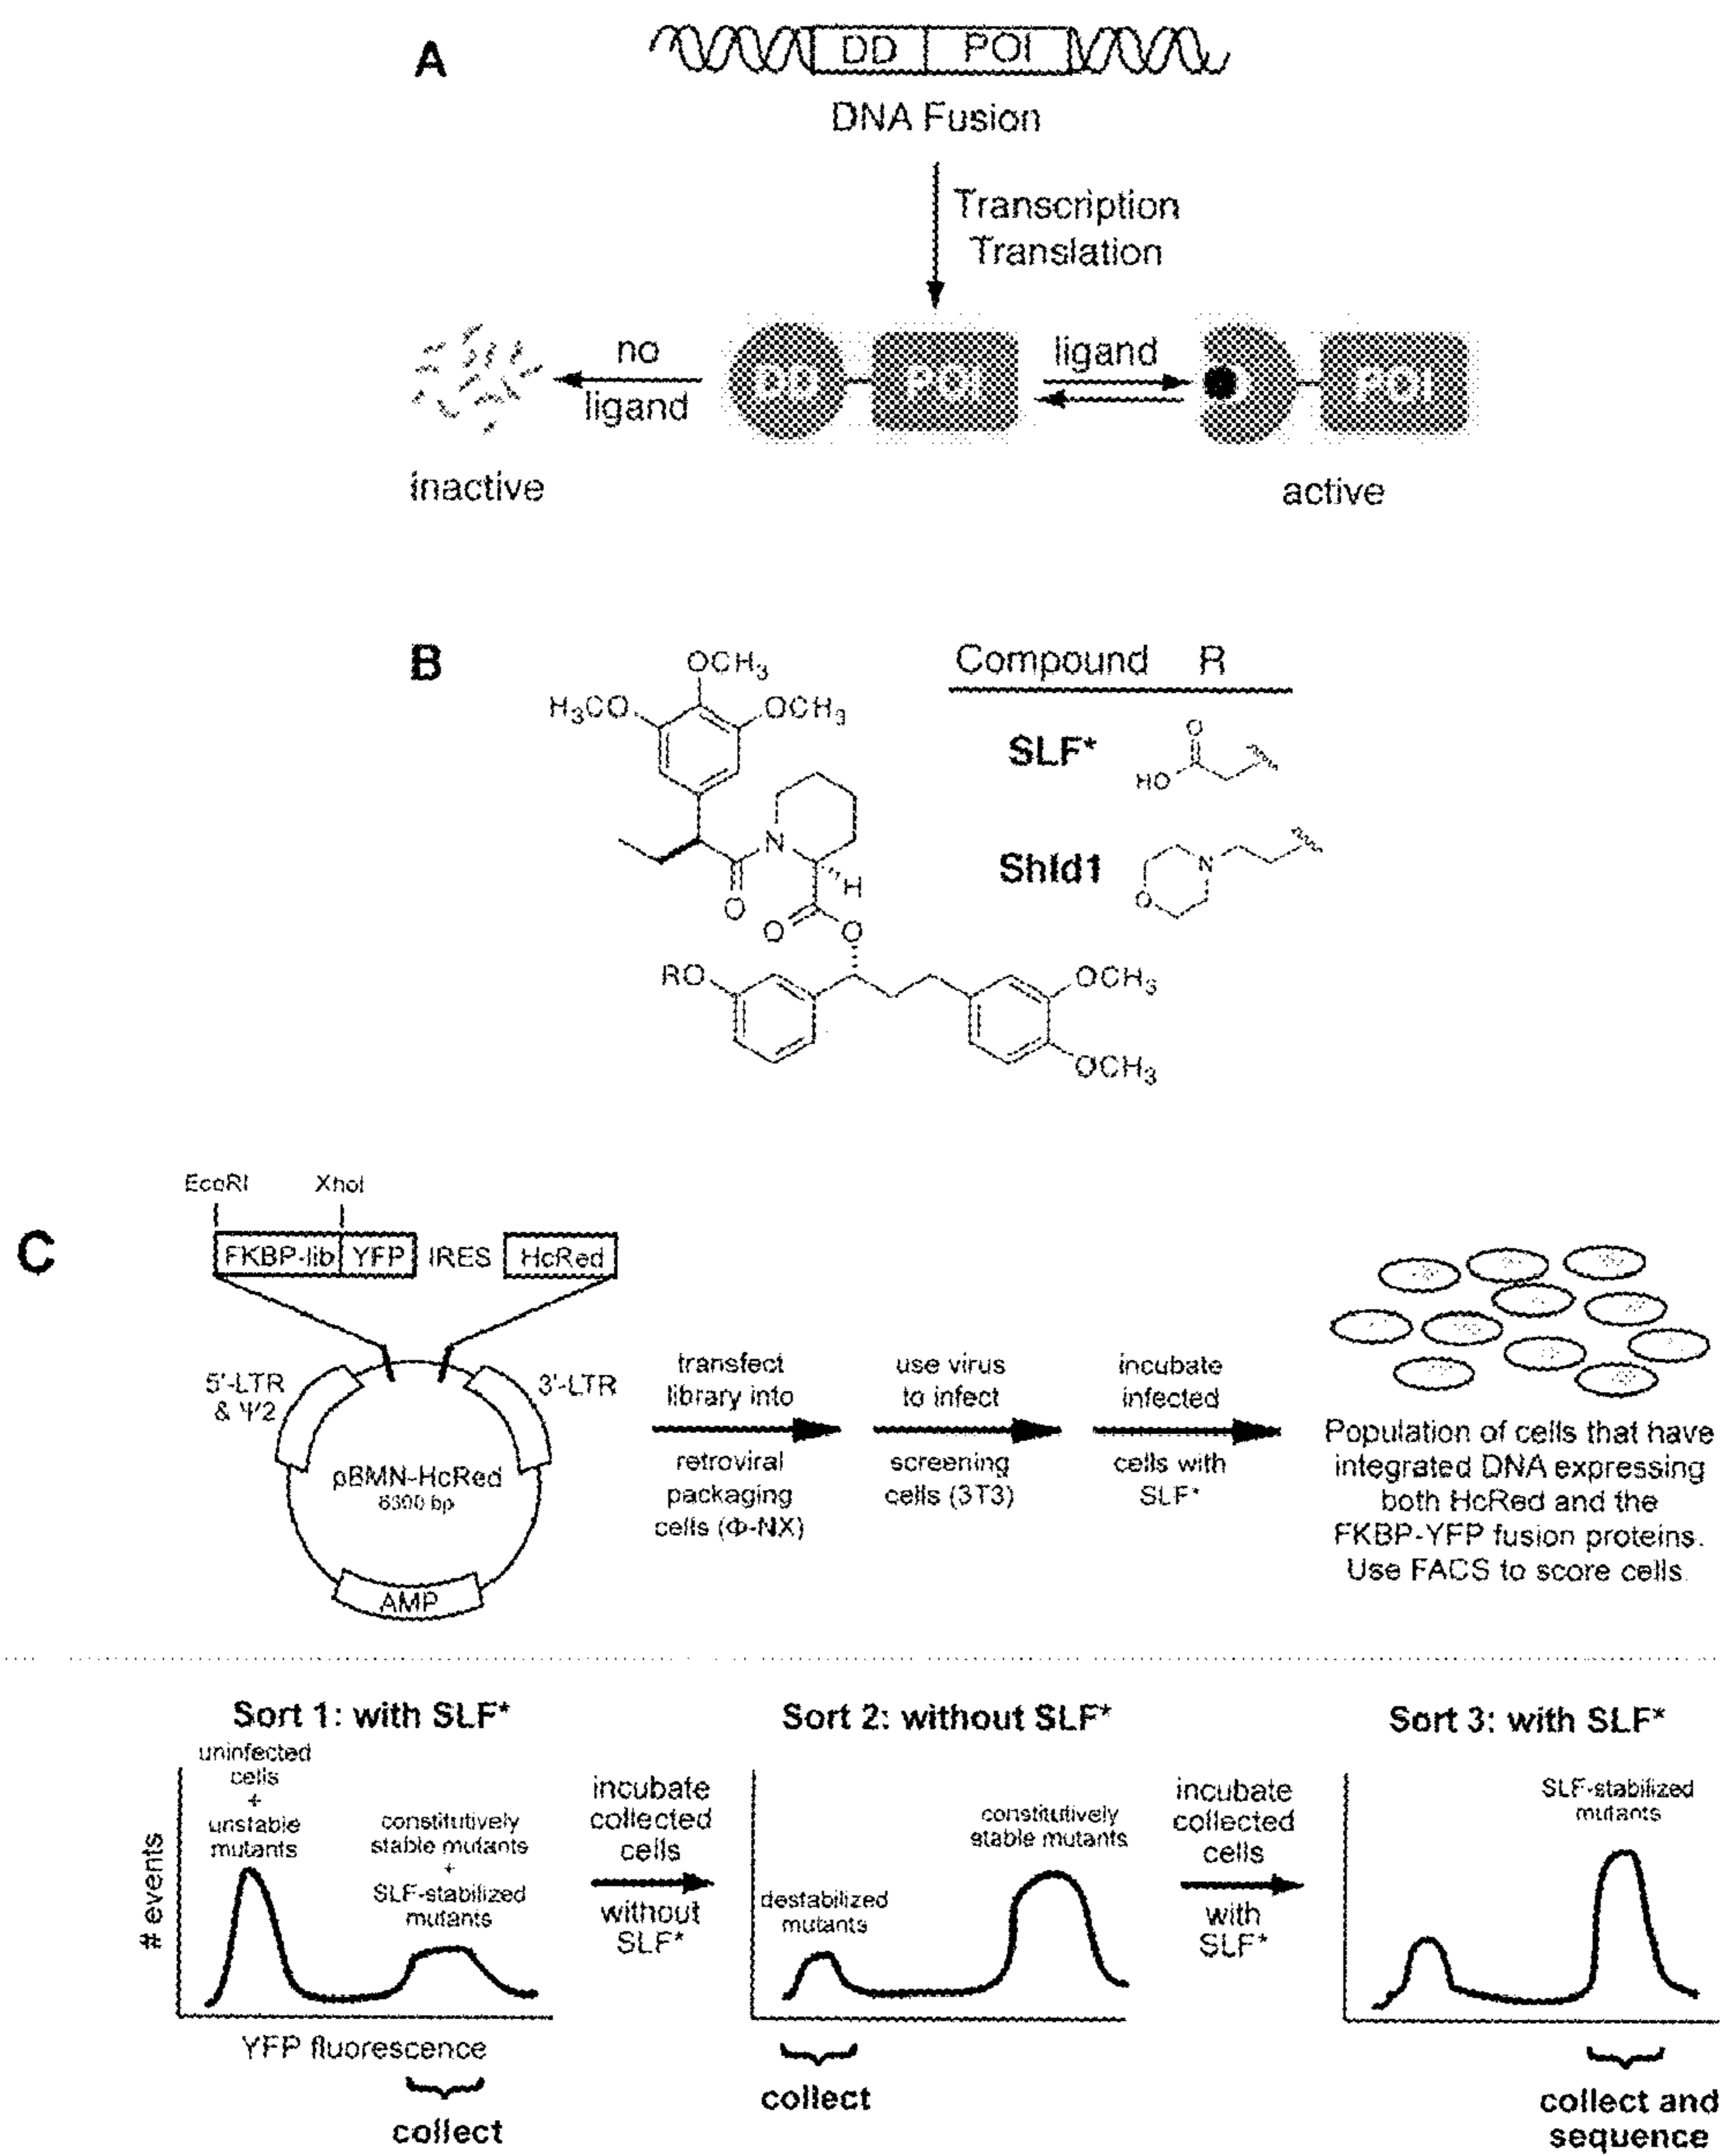 A
DD POI
DNA Fusion
Transcription
Translation
no
ligand
DD POI
ligand
POI
inactive
active
B
OCH3
H3CO
OCH3
N
H
O
O
O
RO
OCH3
OCH3
Compound R
SLF*
O
HO
Shld1
N
O
C
EcoRI XhoI
FKBP-lib YFP IRES HcRed
5'-LTR
& Ψ2
3'-LTR
pBMN-HcRed
6300 bp
AMP
transfect
library into
retroviral
packaging
cells (Φ-NX)
use virus
to infect
screening
cells (3T3)
incubate
infected
cells with
SLF*
Population of cells that have
integrated DNA expressing
both HcRed and the
FKBP-YFP fusion proteins.
Use FACS to score cells.
Sort 1: with SLF*
uninfected
cells
+
unstable
mutants
constitutively
stable mutants
+
SLF-stabilized
mutants
# events
YFP fluorescence
collect
incubate
collected
cells
without
SLF*
Sort 2: without SLF*
destabilized
mutants
constitutively
stable mutants
collect
incubate
collected
cells
with
SLF*
Sort 3: with SLF*
SLF-stabilized
mutants
collect and
sequence